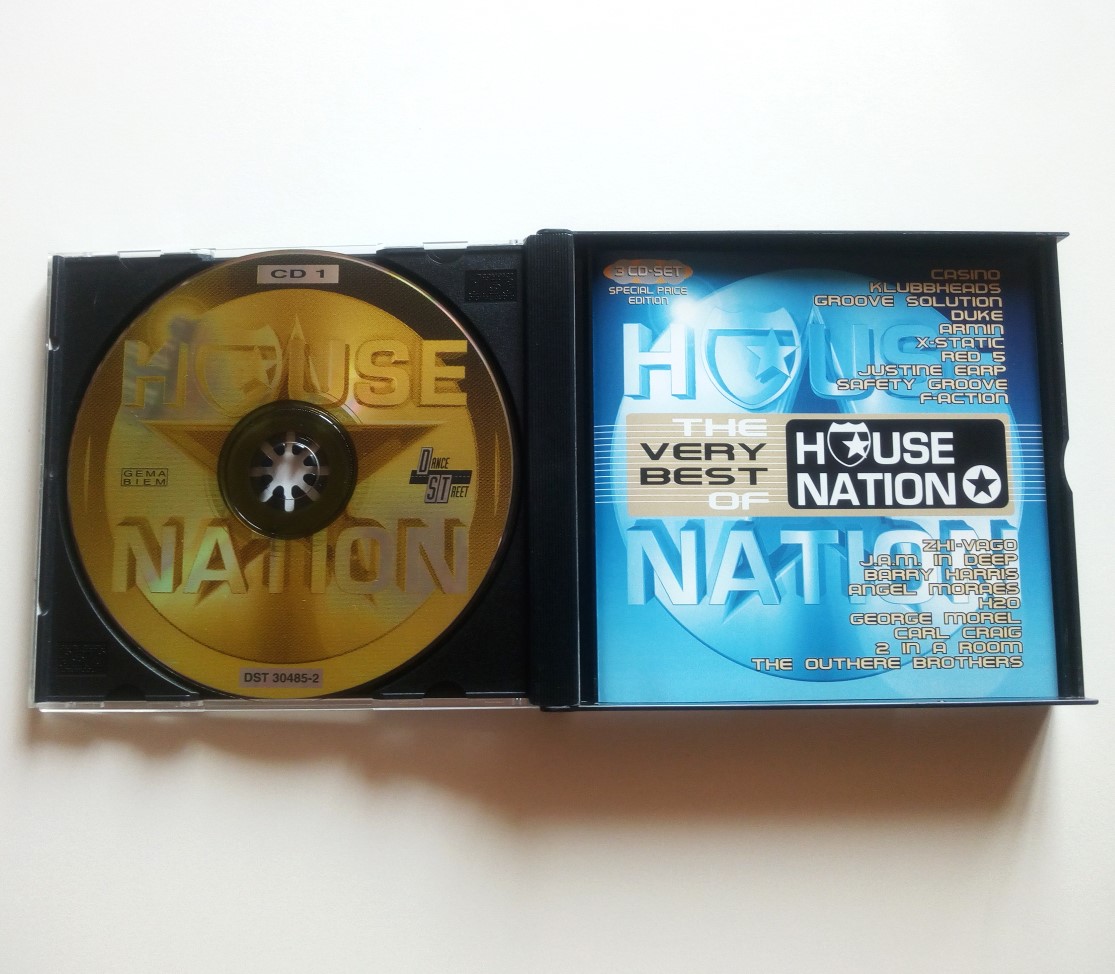 CD 1
HOUSE
GEMA
BIEM
DANCE
STREET
NATION
DST 30485-2
3 CD-SET
SPECIAL PRICE
EDITION
CASINO
KLUBBHEADS
GROOVE SOLUTION
DUKE
ARMIN
X-STATIC
RED 5
JUSTINE EARP
SAFETY GROOVE
F-ACTION
HOUSE
THE
VERY
BEST
OF
HOUSE
NATION
NATION
ZHI-VAGO
J.A.M. IN DEEP
BARRY HARRIS
ANGEL MORAES
H2O
GEORGE MOREL
CARL CRAIG
2 IN A ROOM
THE OUTHERE BROTHERS